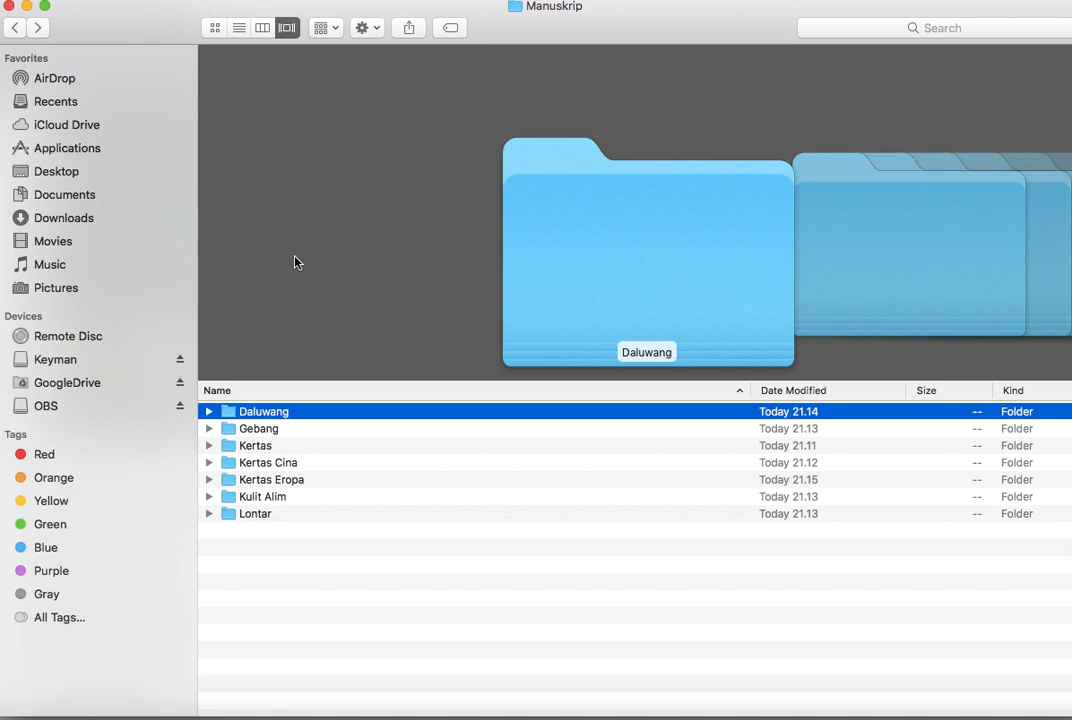 Manuskrip
Search
Favorites
AirDrop
Recents
iCloud Drive
Applications
Desktop
Documents
Downloads
Movies
Music
Pictures
Devices
Remote Disc
Keyman
GoogleDrive
OBS
Tags
Red
Orange
Yellow
Green
Blue
Purple
Gray
All Tags...
Daluwang
Name Date Modified Size Kind
Daluwang Today 21.14 -- Folder
Gebang Today 21.13 -- Folder
Kertas Today 21.11 -- Folder
Kertas Cina Today 21.12 -- Folder
Kertas Eropa Today 21.15 -- Folder
Kulit Alim Today 21.13 -- Folder
Lontar Today 21.13 -- Folder